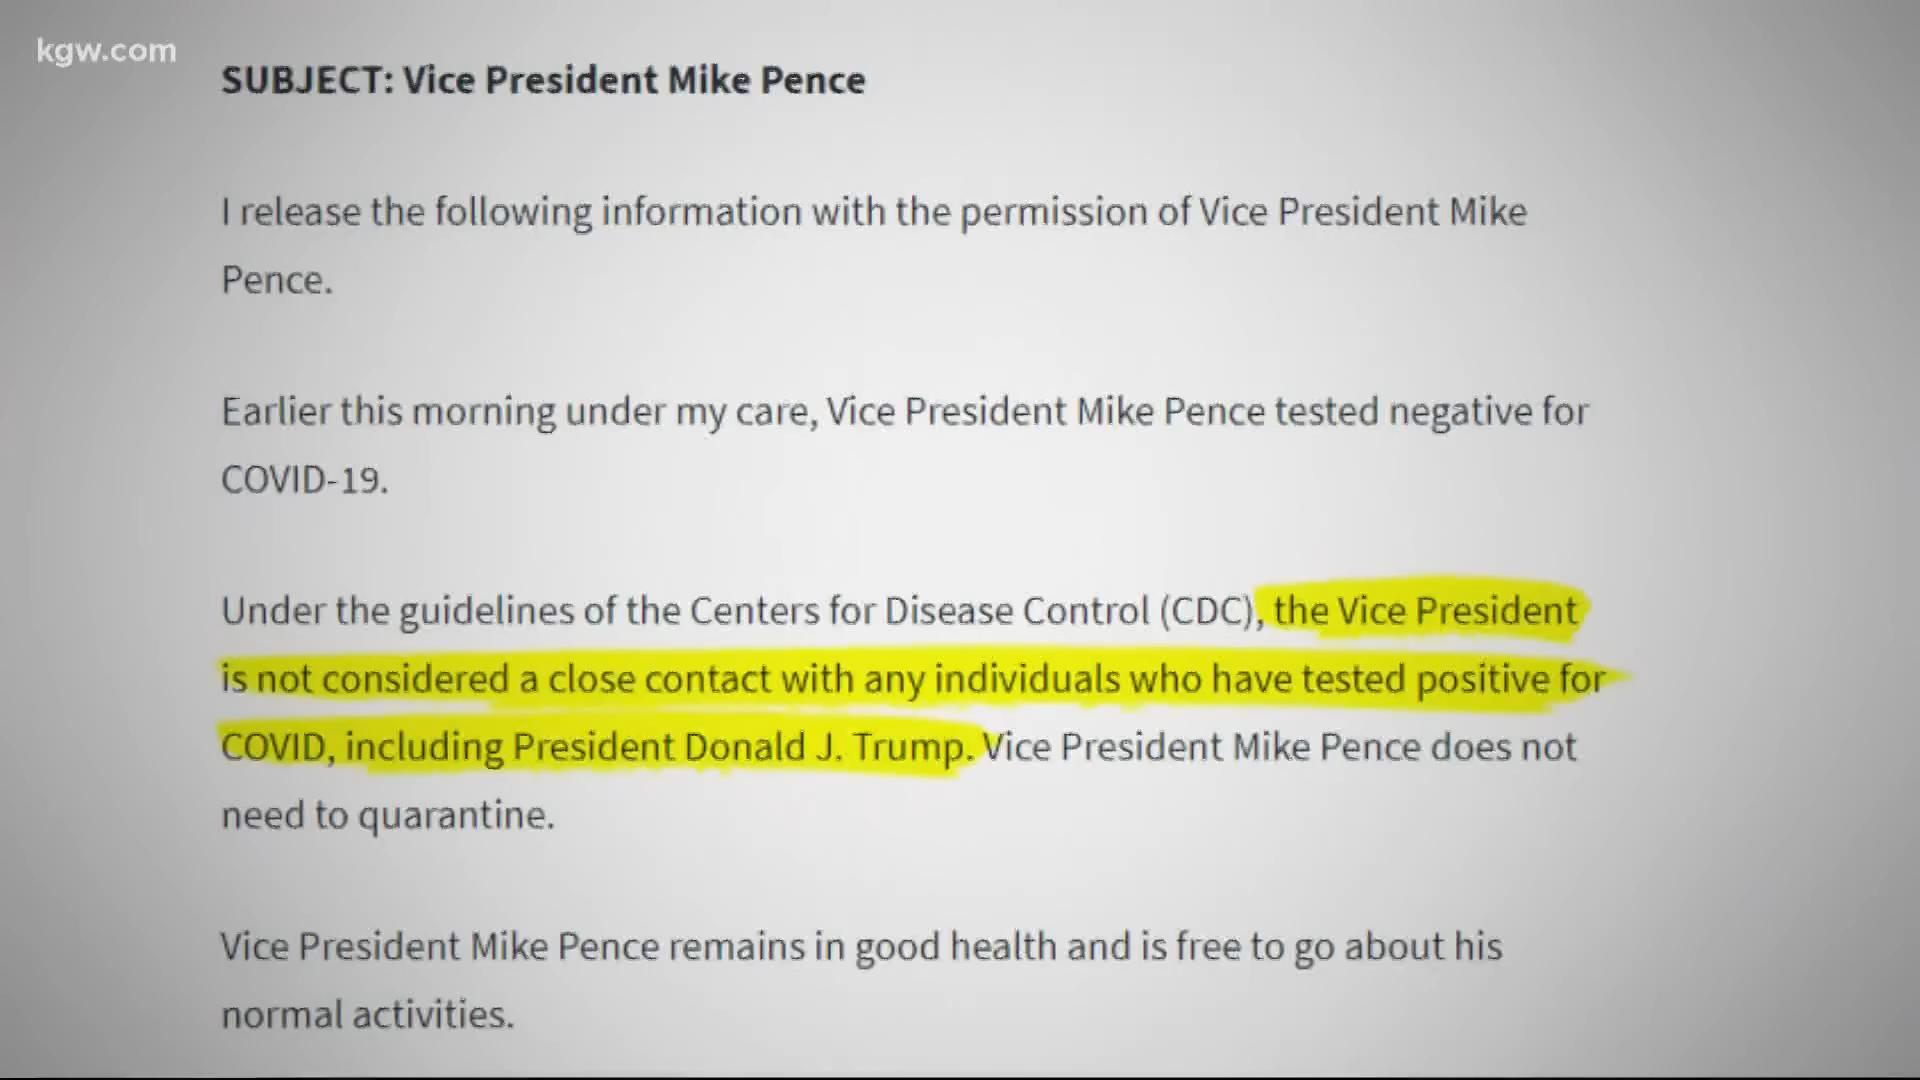 kgw.com
SUBJECT: Vice President Mike Pence
I release the following information with the permission of Vice President Mike
Pence.
Earlier this morning under my care, Vice President Mike Pence tested negative for
COVID-19.
Under the guidelines of the Centers for Disease Control (CDC), the Vice President
is not considered a close contact with any individuals who have tested positive for
COVID, including President Donald J. Trump. Vice President Mike Pence does not
need to quarantine.
Vice President Mike Pence remains in good health and is free to go about his
normal activities.